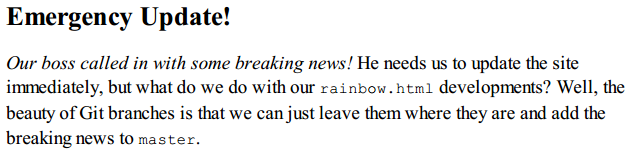 Emergency Update!
Our boss called in with some breaking news! He needs us to update the site
immediately, but what do we do with our rainbow.html developments? Well, the
beauty of Git branches is that we can just leave them where they are and add the
breaking news to master.